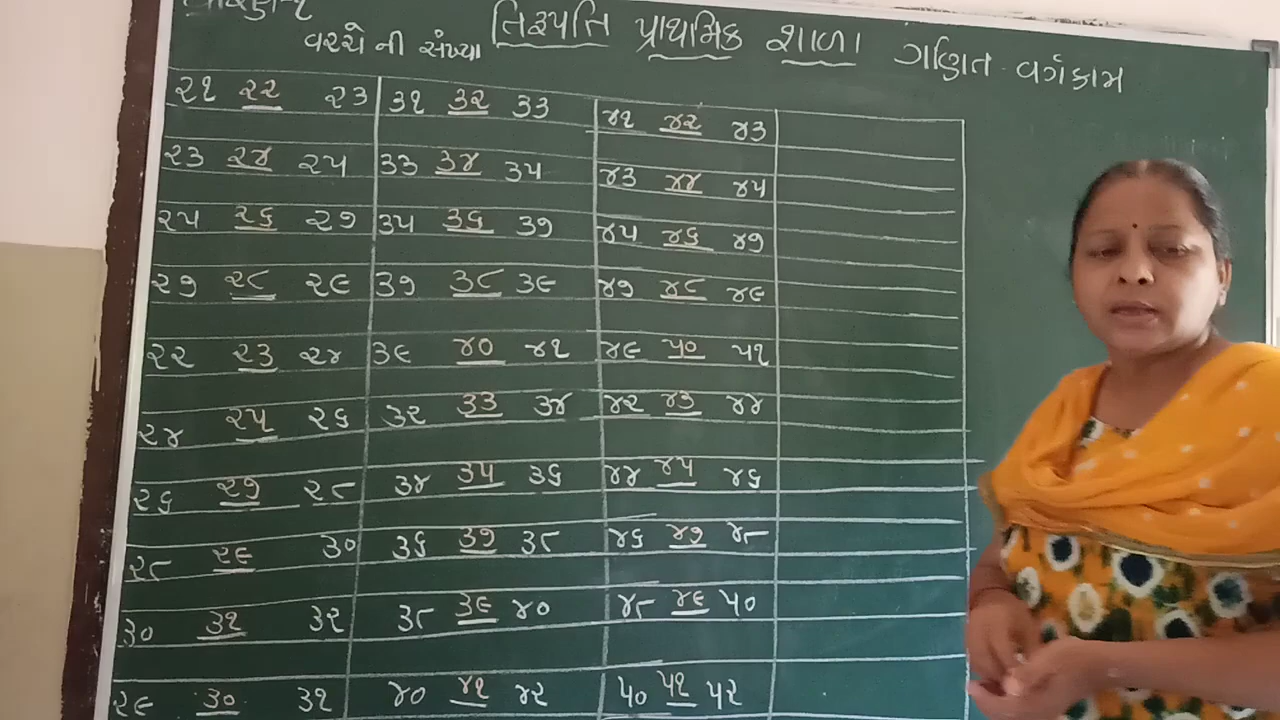 તિરૂપતિ પ્રાથમિક શાળા ગણિત વર્ગકામ
વચ્ચે ની સંખ્યા
૨૧ ૨૨ ૨૩ ૩૧ ૩૨ ૩૩ ૪૧ ૪૨ ૪૩
૨૩ ૨૪ ૨૫ ૩૩ ૩૪ ૩૫ ૪૩ ૪૪ ૪૫
૨૫ ૨૬ ૨૭ ૩૫ ૩૬ ૩૭ ૪૫ ૪૬ ૪૭
૨૭ ૨૮ ૨૯ ૩૭ ૩૮ ૩૯ ૪૭ ૪૮ ૪૯
૨૨ ૨૩ ૨૪ ૩૯ ૪૦ ૪૧ ૪૯ ૫૦ ૫૧
૨૪ ૨૫ ૨૬ ૩૨ ૩૩ ૩૪ ૪૨ ૪૩ ૪૪
૨૬ ૨૭ ૨૮ ૩૪ ૩૫ ૩૬ ૪૪ ૪૫ ૪૬
૨૮ ૨૯ ૩૦ ૩૬ ૩૭ ૩૮ ૪૬ ૪૭ ૪૮
૩૦ ૩૧ ૩૨ ૩૮ ૩૯ ૪૦ ૪૮ ૪૯ ૫૦
૨૯ ૩૦ ૩૧ ૪૦ ૪૧ ૪૨ ૫૦ ૫૧ ૫૨